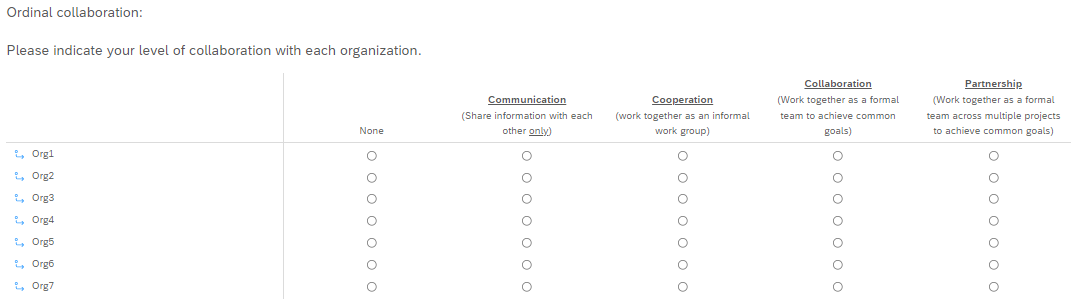 Ordinal collaboration:
Please indicate your level of collaboration with each organization.
None
Communication
(Share information with each
other only)
Cooperation
(work together as an informal
work group)
Collaboration
(Work together as a formal
team to achieve common
goals)
Partnership
(Work together as a formal
team across multiple projects
to achieve common goals)
Org1
Org2
Org3
Org4
Org5
Org6
Org7